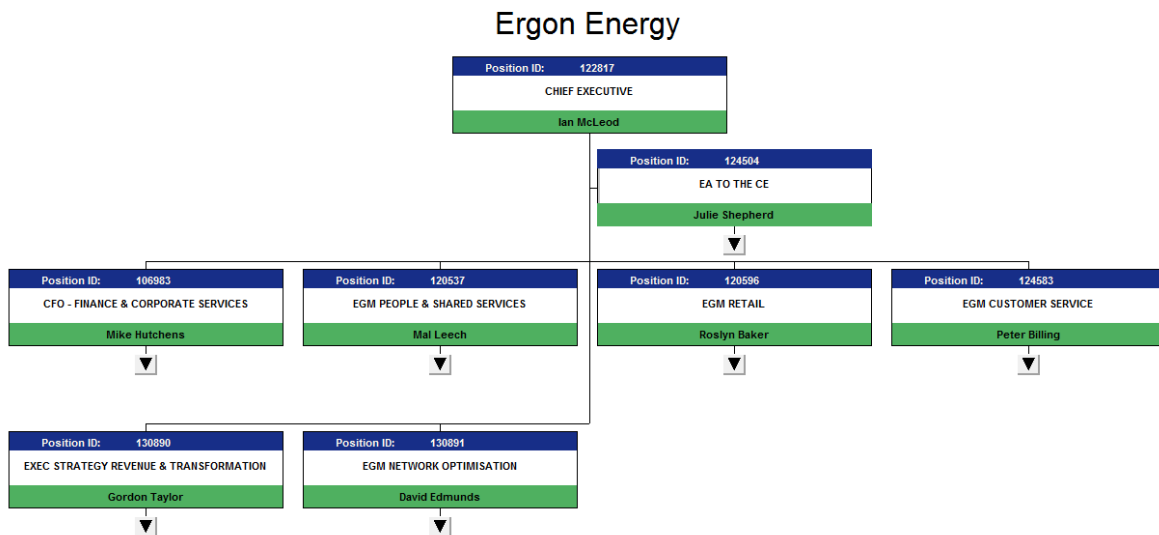 Ergon Energy
Position ID: 122817
CHIEF EXECUTIVE
Ian McLeod
Position ID: 124504
EA TO THE CE
Julie Shepherd
Position ID: 106983
CFO - FINANCE & CORPORATE SERVICES
Mike Hutchens
Position ID: 120537
EGM PEOPLE & SHARED SERVICES
Mal Leech
Position ID: 120596
EGM RETAIL
Roslyn Baker
Position ID: 124583
EGM CUSTOMER SERVICE
Peter Billing
Position ID: 130890
EXEC STRATEGY REVENUE & TRANSFORMATION
Gordon Taylor
Position ID: 130891
EGM NETWORK OPTIMISATION
David Edmunds